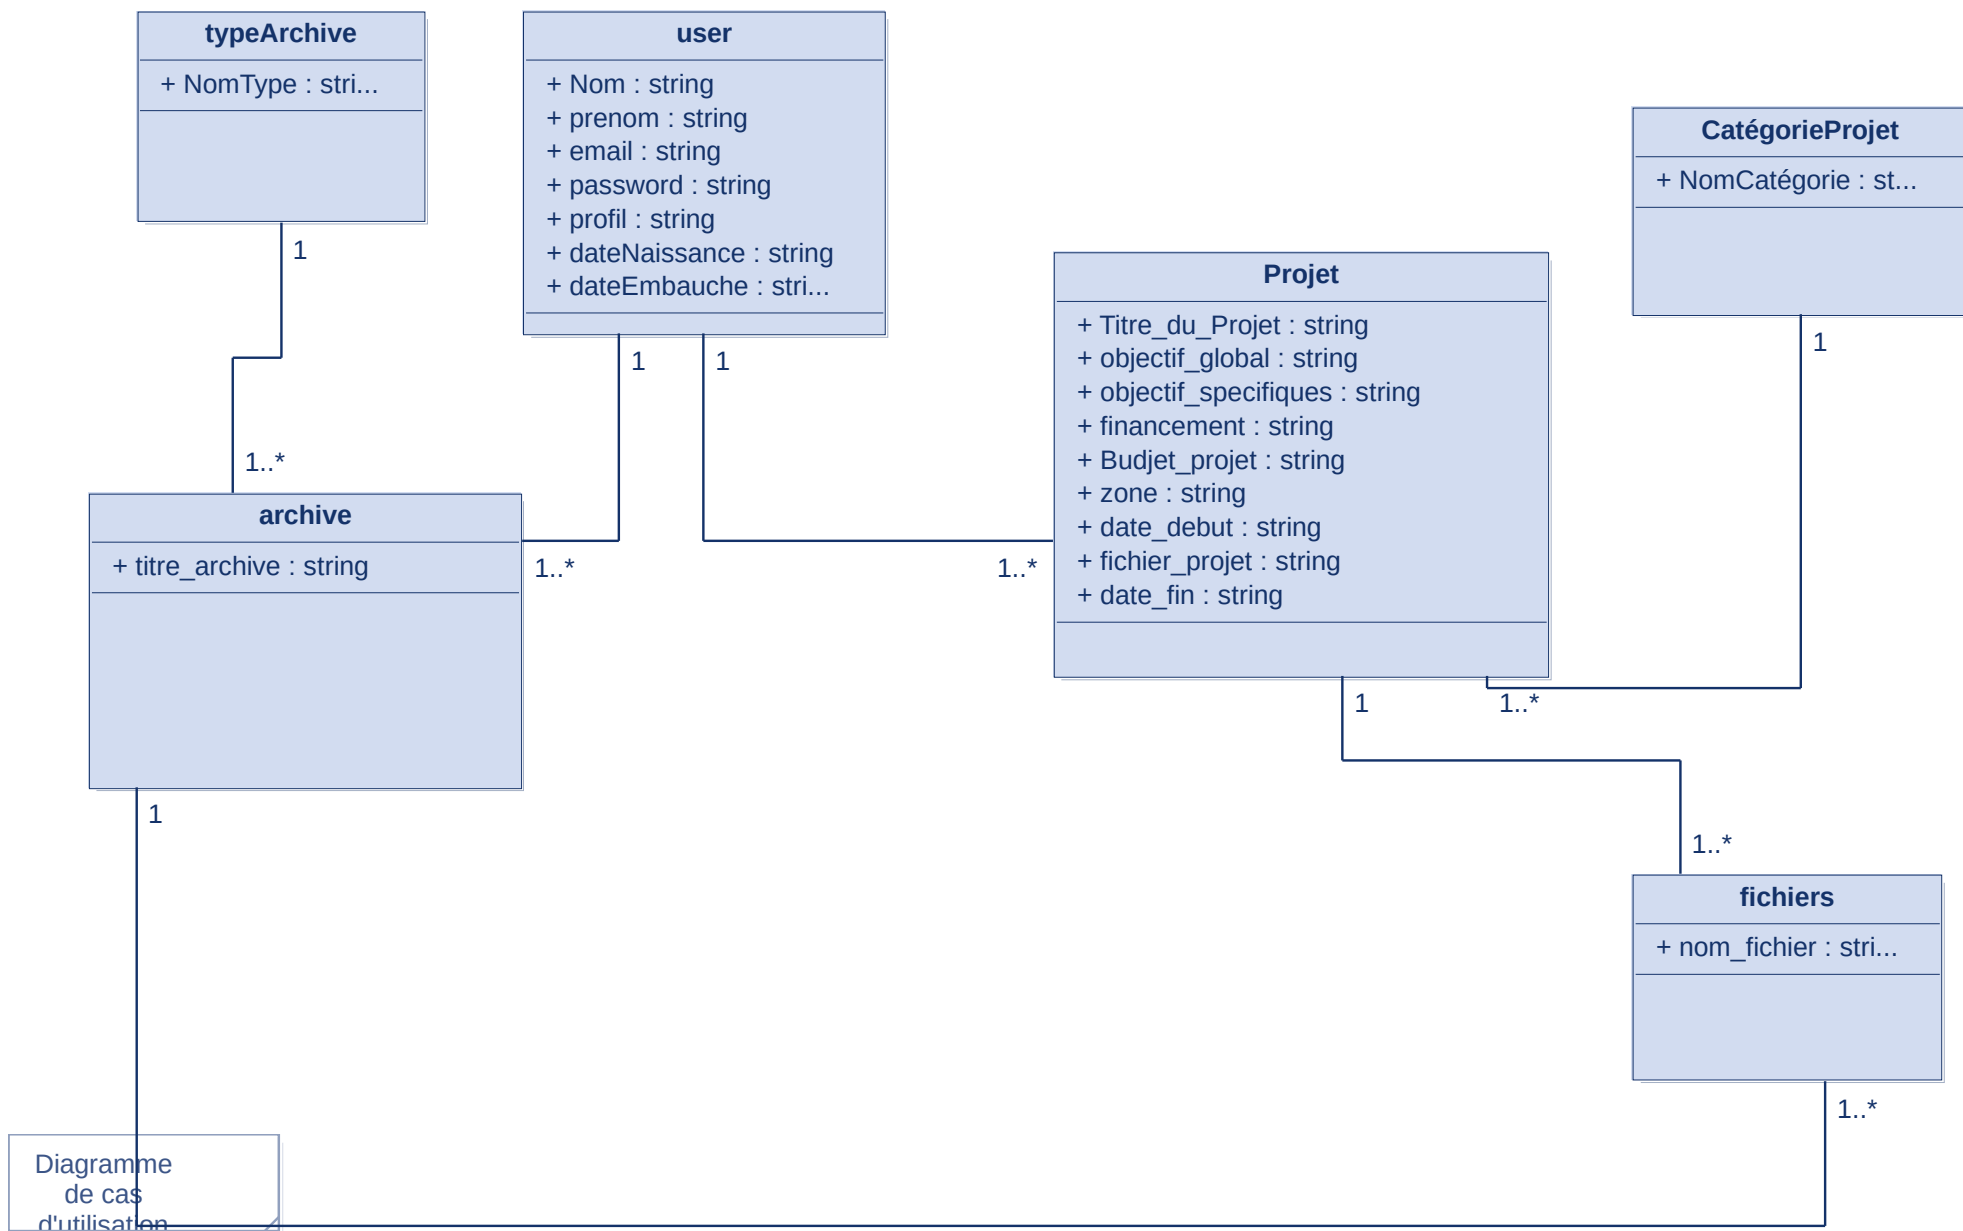 typeArchive
+ NomType : stri...
1
user
+ Nom : string
+ prenom : string
+ email : string
+ password : string
+ profil : string
+ dateNaissance : string
+ dateEmbauche : stri...
1
1
CatégorieProjet
+ NomCatégorie : st...
1
Projet
+ Titre_du_Projet : string
+ objectif_global : string
+ objectif_specifiques : string
+ financement : string
+ Budjet_projet : string
+ zone : string
+ date_debut : string
+ fichier_projet : string
+ date_fin : string
1..*
archive
+ titre_archive : string
1..*
1..*
1
1..*
1
1..*
fichiers
+ nom_fichier : stri...
1..*
Diagramme
de cas
d'utilisation